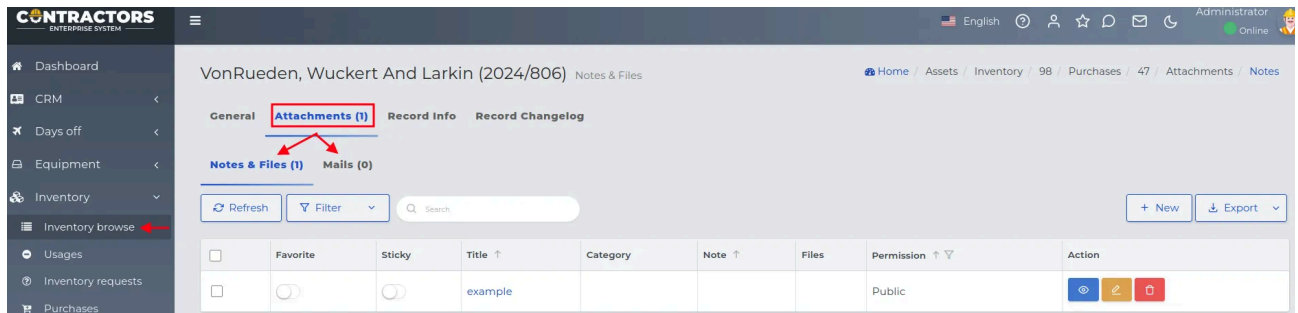 CONTRACTORS
ENTERPRISE SYSTEM
English
Administrator
Online
Dashboard
CRM
Days off
Equipment
Inventory
Inventory browse
Usages
Inventory requests
Purchases
VonRueden, Wuckert And Larkin (2024/806) Notes & Files
Home / Assets / Inventory / 98 / Purchases / 47 / Attachments / Notes
General Attachments (1) Record Info Record Changelog
Notes & Files (1) Mails (0)
Refresh Filter Search + New Export
Favorite Sticky Title ↑ Category Note ↑ Files Permission ↑ Action
example Public